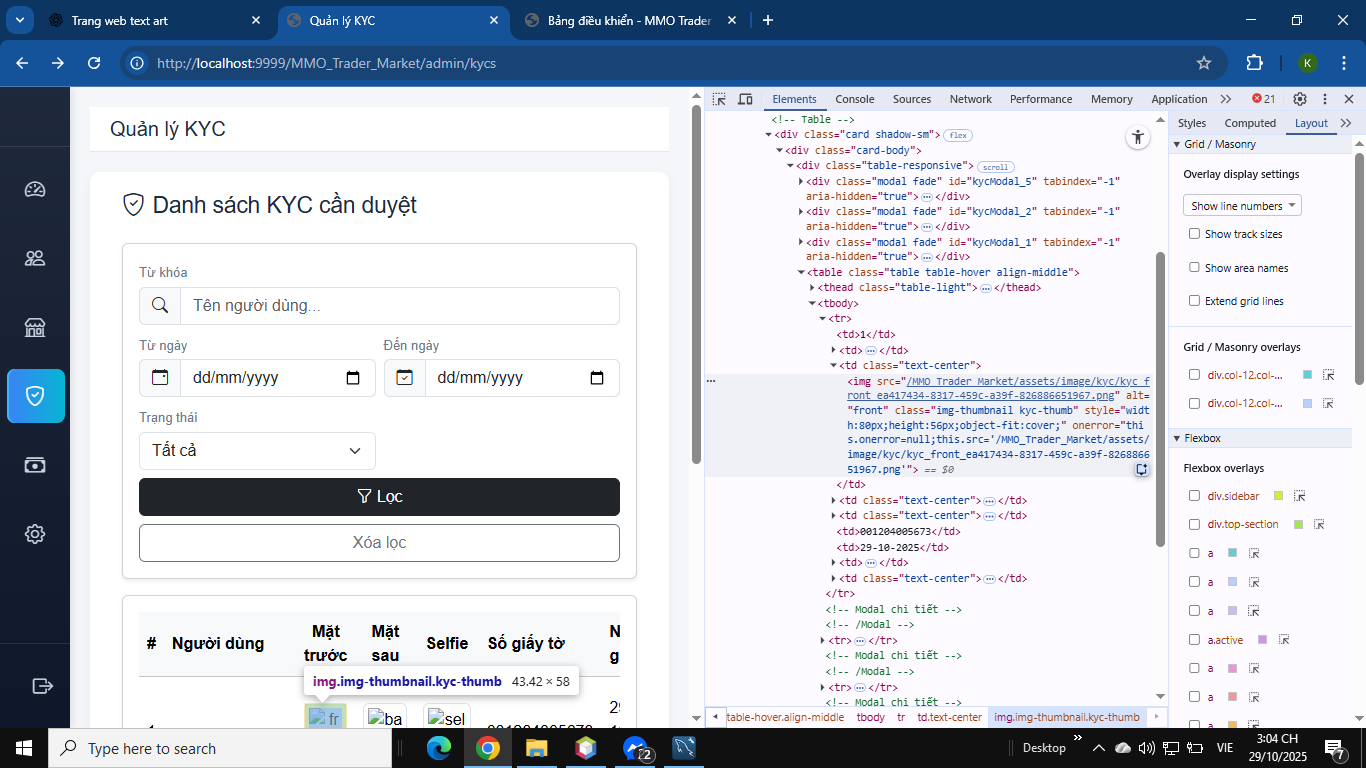 Trang web text art
Quản lý KYC
Bảng điều khiển - MMO Trader
http://localhost:9999/MMO_Trader_Market/admin/kycs
K
Quản lý KYC
Danh sách KYC cần duyệt
Từ khóa
Tên người dùng...
Từ ngày
Đến ngày
dd/mm/yyyy
dd/mm/yyyy
Trạng thái
Tất cả
Lọc
Xóa lọc
# Người dùng Mặt trước Mặt sau Selfie Số giấy tờ
img.img-thumbnail.kyc-thumb 43.42 × 58
fr ba sel
Elements Console Sources Network Performance Memory Application 21
<!-- Table -->
<div class="card shadow-sm"> flex
<div class="card-body">
<div class="table-responsive"> scroll
<div class="modal fade" id="kycModal_5" tabindex="-1"
aria-hidden="true"> … </div>
<div class="modal fade" id="kycModal_2" tabindex="-1"
aria-hidden="true"> … </div>
<div class="modal fade" id="kycModal_1" tabindex="-1"
aria-hidden="true"> … </div>
<table class="table table-hover align-middle">
<thead class="table-light"> … </thead>
<tbody>
<tr>
<td>1</td>
<td> … </td>
<td class="text-center">
<img src="/MMO_Trader_Market/assets/image/kyc/kyc_f
ront_ea417434-8317-459c-a39f-826886651967.png" alt=
"front" class="img-thumbnail kyc-thumb" style="widt
h:80px;height:56px;object-fit:cover;" onerror="thi
s.onerror=null;this.src='/MMO_Trader_Market/assets/
image/kyc/kyc_front_ea417434-8317-459c-a39f-826886
51967.png'"> == $0
</td>
<td class="text-center"> … </td>
<td class="text-center"> … </td>
<td>001204005673</td>
<td>29-10-2025</td>
<td> … </td>
<td class="text-center"> … </td>
</tr>
<!-- Modal chi tiết -->
<!-- /Modal -->
<tr> … </tr>
<!-- Modal chi tiết -->
<!-- /Modal -->
<tr> … </tr>
<!-- Modal chi tiết -->
table-hover.align-middle tbody tr td.text-center img.img-thumbnail.kyc-thumb
Styles Computed Layout
Grid / Masonry
Overlay display settings
Show line numbers
Show track sizes
Show area names
Extend grid lines
Grid / Masonry overlays
div.col-12.col-...
div.col-12.col-...
Flexbox
Flexbox overlays
div.sidebar
div.top-section
a
a
a
a.active
a
a
a
Type here to search
2
Desktop
VIE
3:04 CH
29/10/2025
7